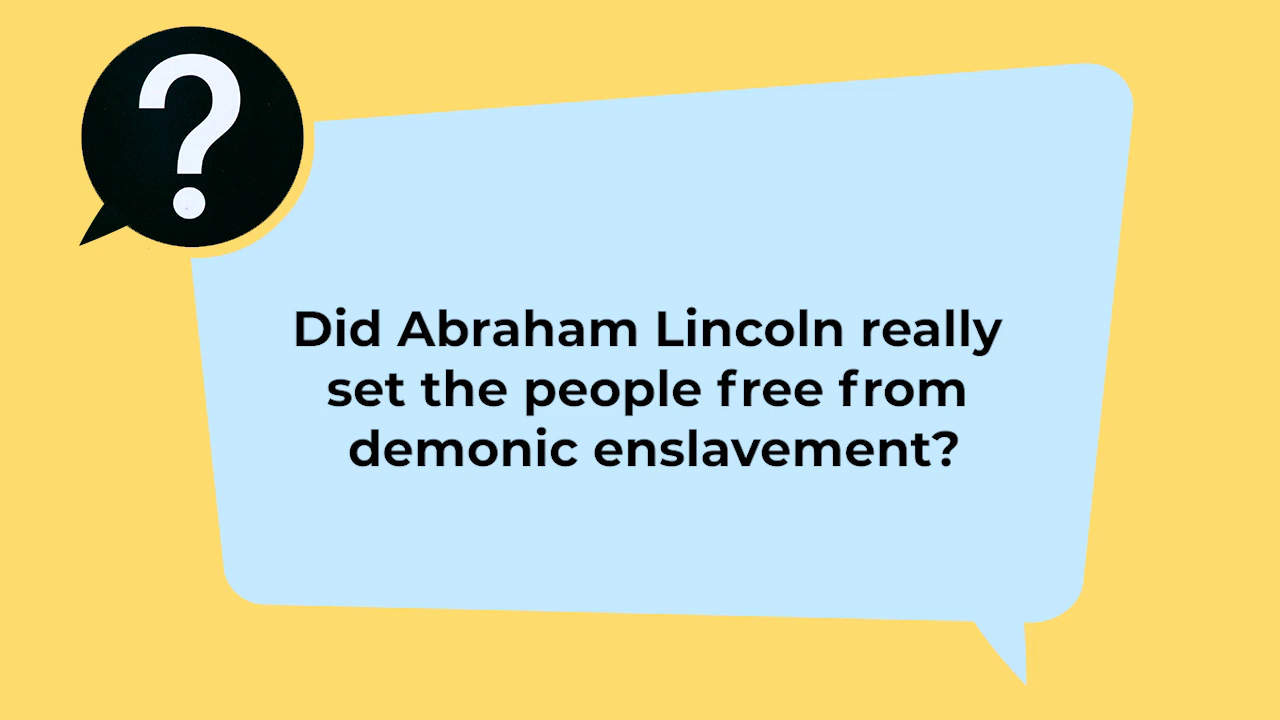 ?
Did Abraham Lincoln really
set the people free from
demonic enslavement?